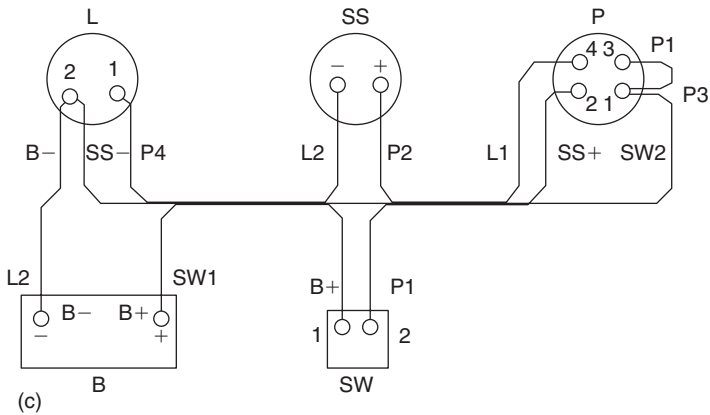 L SS P
2 1 − + 4 3 P1
2 1 P3
B− SS− P4 L2 P2 L1 SS+ SW2
L2 SW1 B+ P1
B− B+
− + 1 2
B SW
(c)